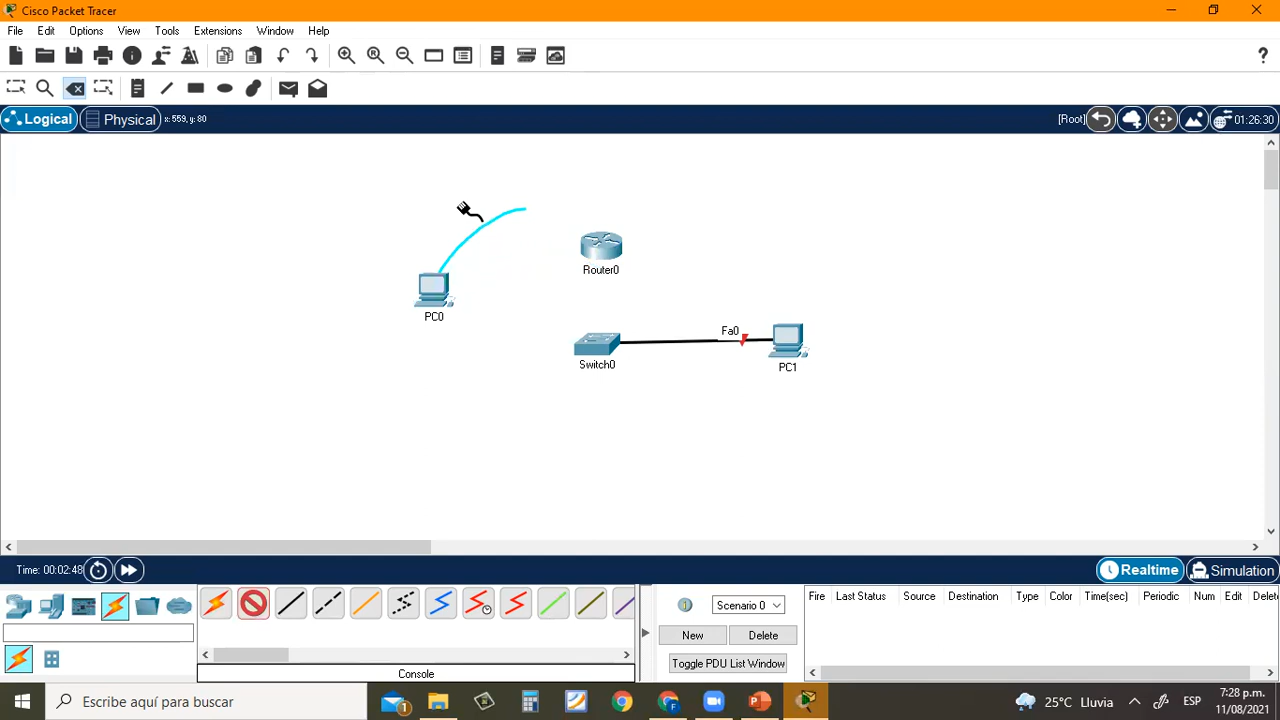 Cisco Packet Tracer
File Edit Options View Tools Extensions Window Help
?
Logical Physical x: 559, y: 80 [Root] 01:26:30
Router0
PC0
Fa0
Switch0
PC1
Time: 00:02:48 Realtime Simulation
Scenario 0
New Delete
Toggle PDU List Window
Fire Last Status Source Destination Type Color Time(sec) Periodic Num Edit Delete
Console
Escribe aquí para buscar
1
25°C Lluvia ESP 7:28 p.m.
11/08/2021